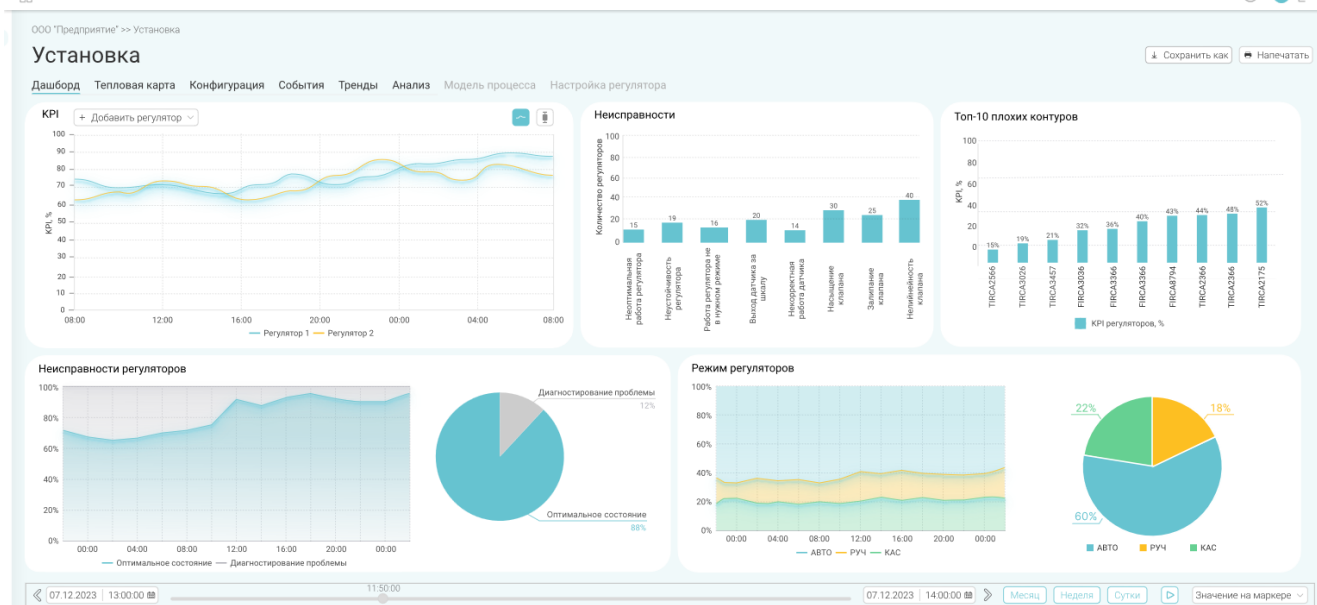 ООО "Предприятие" >> Установка
Установка
Сохранить как
Напечатать
Дашборд Тепловая карта Конфигурация События Тренды Анализ Модель процесса Настройка регулятора
KPI
+ Добавить регулятор
KPI, %
100
90
80
70
60
50
40
30
20
10
0
08:00 12:00 16:00 20:00 00:00 04:00 08:00
Регулятор 1 Регулятор 2
Неисправности
Количество регуляторов
100
80
60
40
20
0
15 19 16 20 14 30 25 40
Неоптимальная работа регулятора
Неустойчивость регулятора
Работа регулятора не в нужном режиме
Выход датчика за шкалу
Некорректная работа датчика
Насыщение клапана
Залипание клапана
Нелийнейность клапана
Топ-10 плохих контуров
KPI, %
100
80
60
40
20
0
15% 19% 21% 32% 36% 40% 43% 44% 48% 52%
TIRCA2566
TIRCA3026
TIRCA3457
FIRCA3036
FIRCA3366
FIRCA3366
FIRCA8794
TIRCA2366
TIRCA2366
TIRCA2175
KPI регуляторов, %
Неисправности регуляторов
100%
80%
60%
40%
20%
0%
00:00 04:00 08:00 12:00 16:00 20:00 00:00
Оптимальное состояние Диагностирование проблемы
Диагностирование проблемы
12%
Оптимальное состояние
88%
Режим регуляторов
100%
80%
60%
40%
20%
0%
00:00 04:00 08:00 12:00 16:00 20:00 00:00
АВТО РУЧ КАС
22%
18%
60%
АВТО РУЧ КАС
07.12.2023 13:00:00
11:50:00
07.12.2023 14:00:00
Месяц Неделя Сутки
Значение на маркере